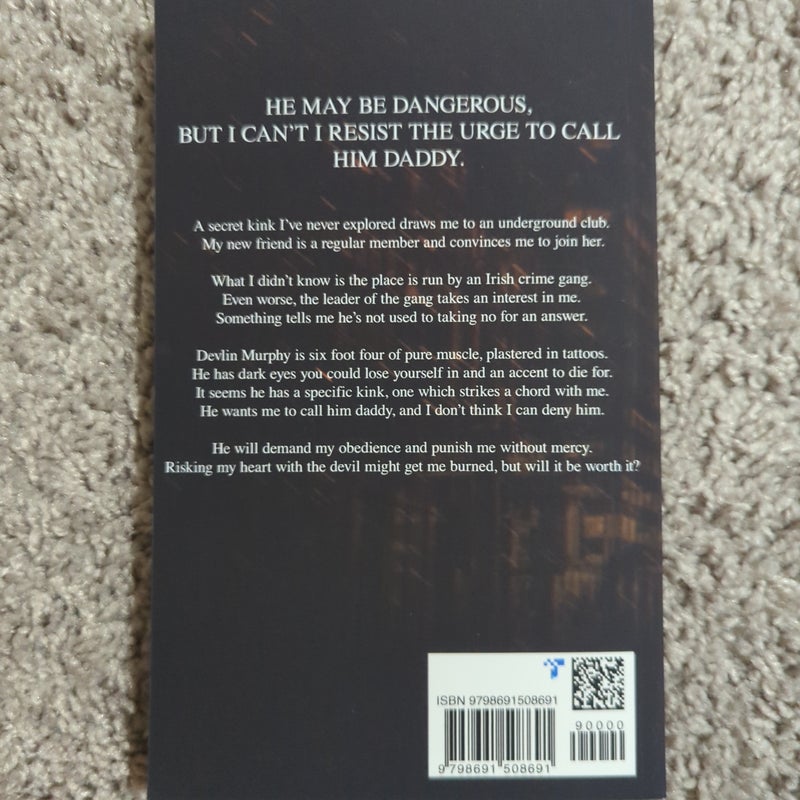 HE MAY BE DANGEROUS,
BUT I CAN'T I RESIST THE URGE TO CALL
HIM DADDY.
A secret kink I've never explored draws me to an underground club.
My new friend is a regular member and convinces me to join her.
What I didn't know is the place is run by an Irish crime gang.
Even worse, the leader of the gang takes an interest in me.
Something tells me he's not used to taking no for an answer.
Devlin Murphy is six foot four of pure muscle, plastered in tattoos.
He has dark eyes you could lose yourself in and an accent to die for.
It seems he has a specific kink, one which strikes a chord with me.
He wants me to call him daddy, and I don't think I can deny him.
He will demand my obedience and punish me without mercy.
Risking my heart with the devil might get me burned, but will it be worth it?
ISBN 9798691508691
90000
9 798691 508691